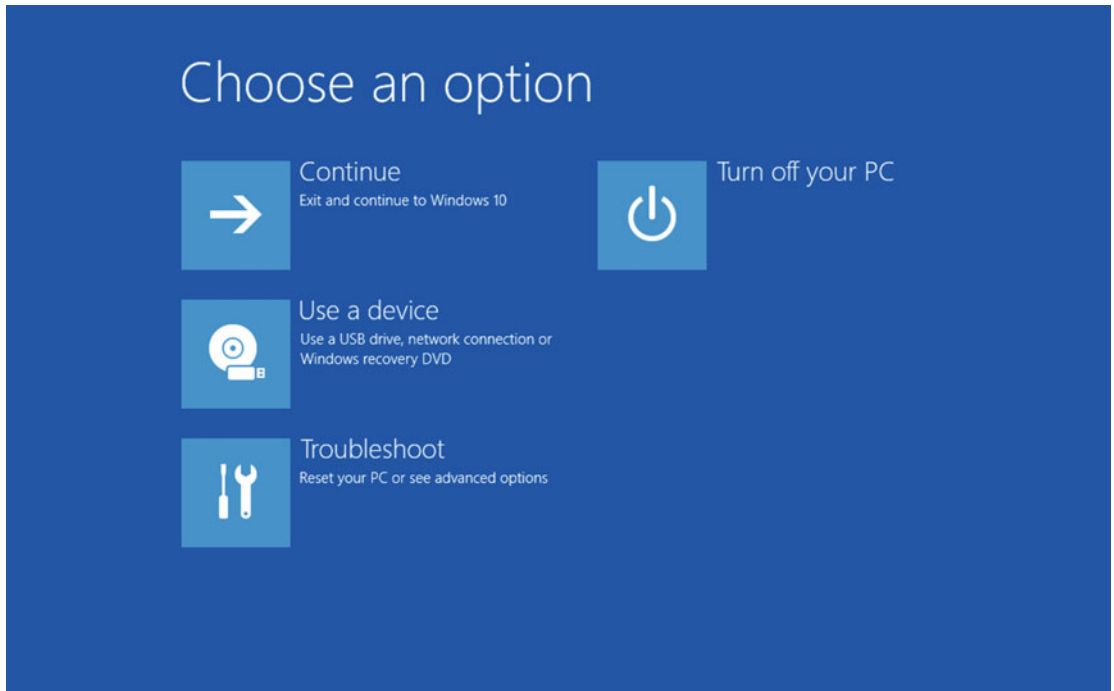 Choose an option
Continue
Exit and continue to Windows 10
Turn off your PC
Use a device
Use a USB drive, network connection or
Windows recovery DVD
Troubleshoot
Reset your PC or see advanced options